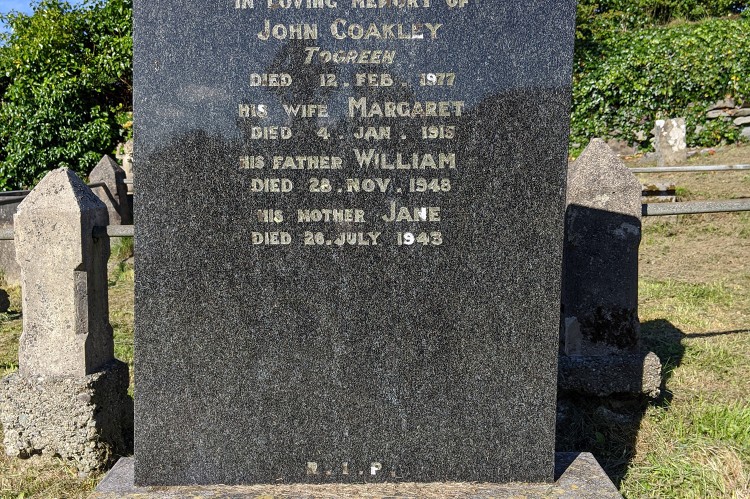 IN LOVING MEMORY OF
JOHN COAKLEY
TOGREEN
DIED 12. FEB. 1977
HIS WIFE MARGARET
DIED 4. JAN. 1915
HIS FATHER WILLIAM
DIED 28. NOV. 1948
HIS MOTHER JANE
DIED 26. JULY 1943
R.I.P.